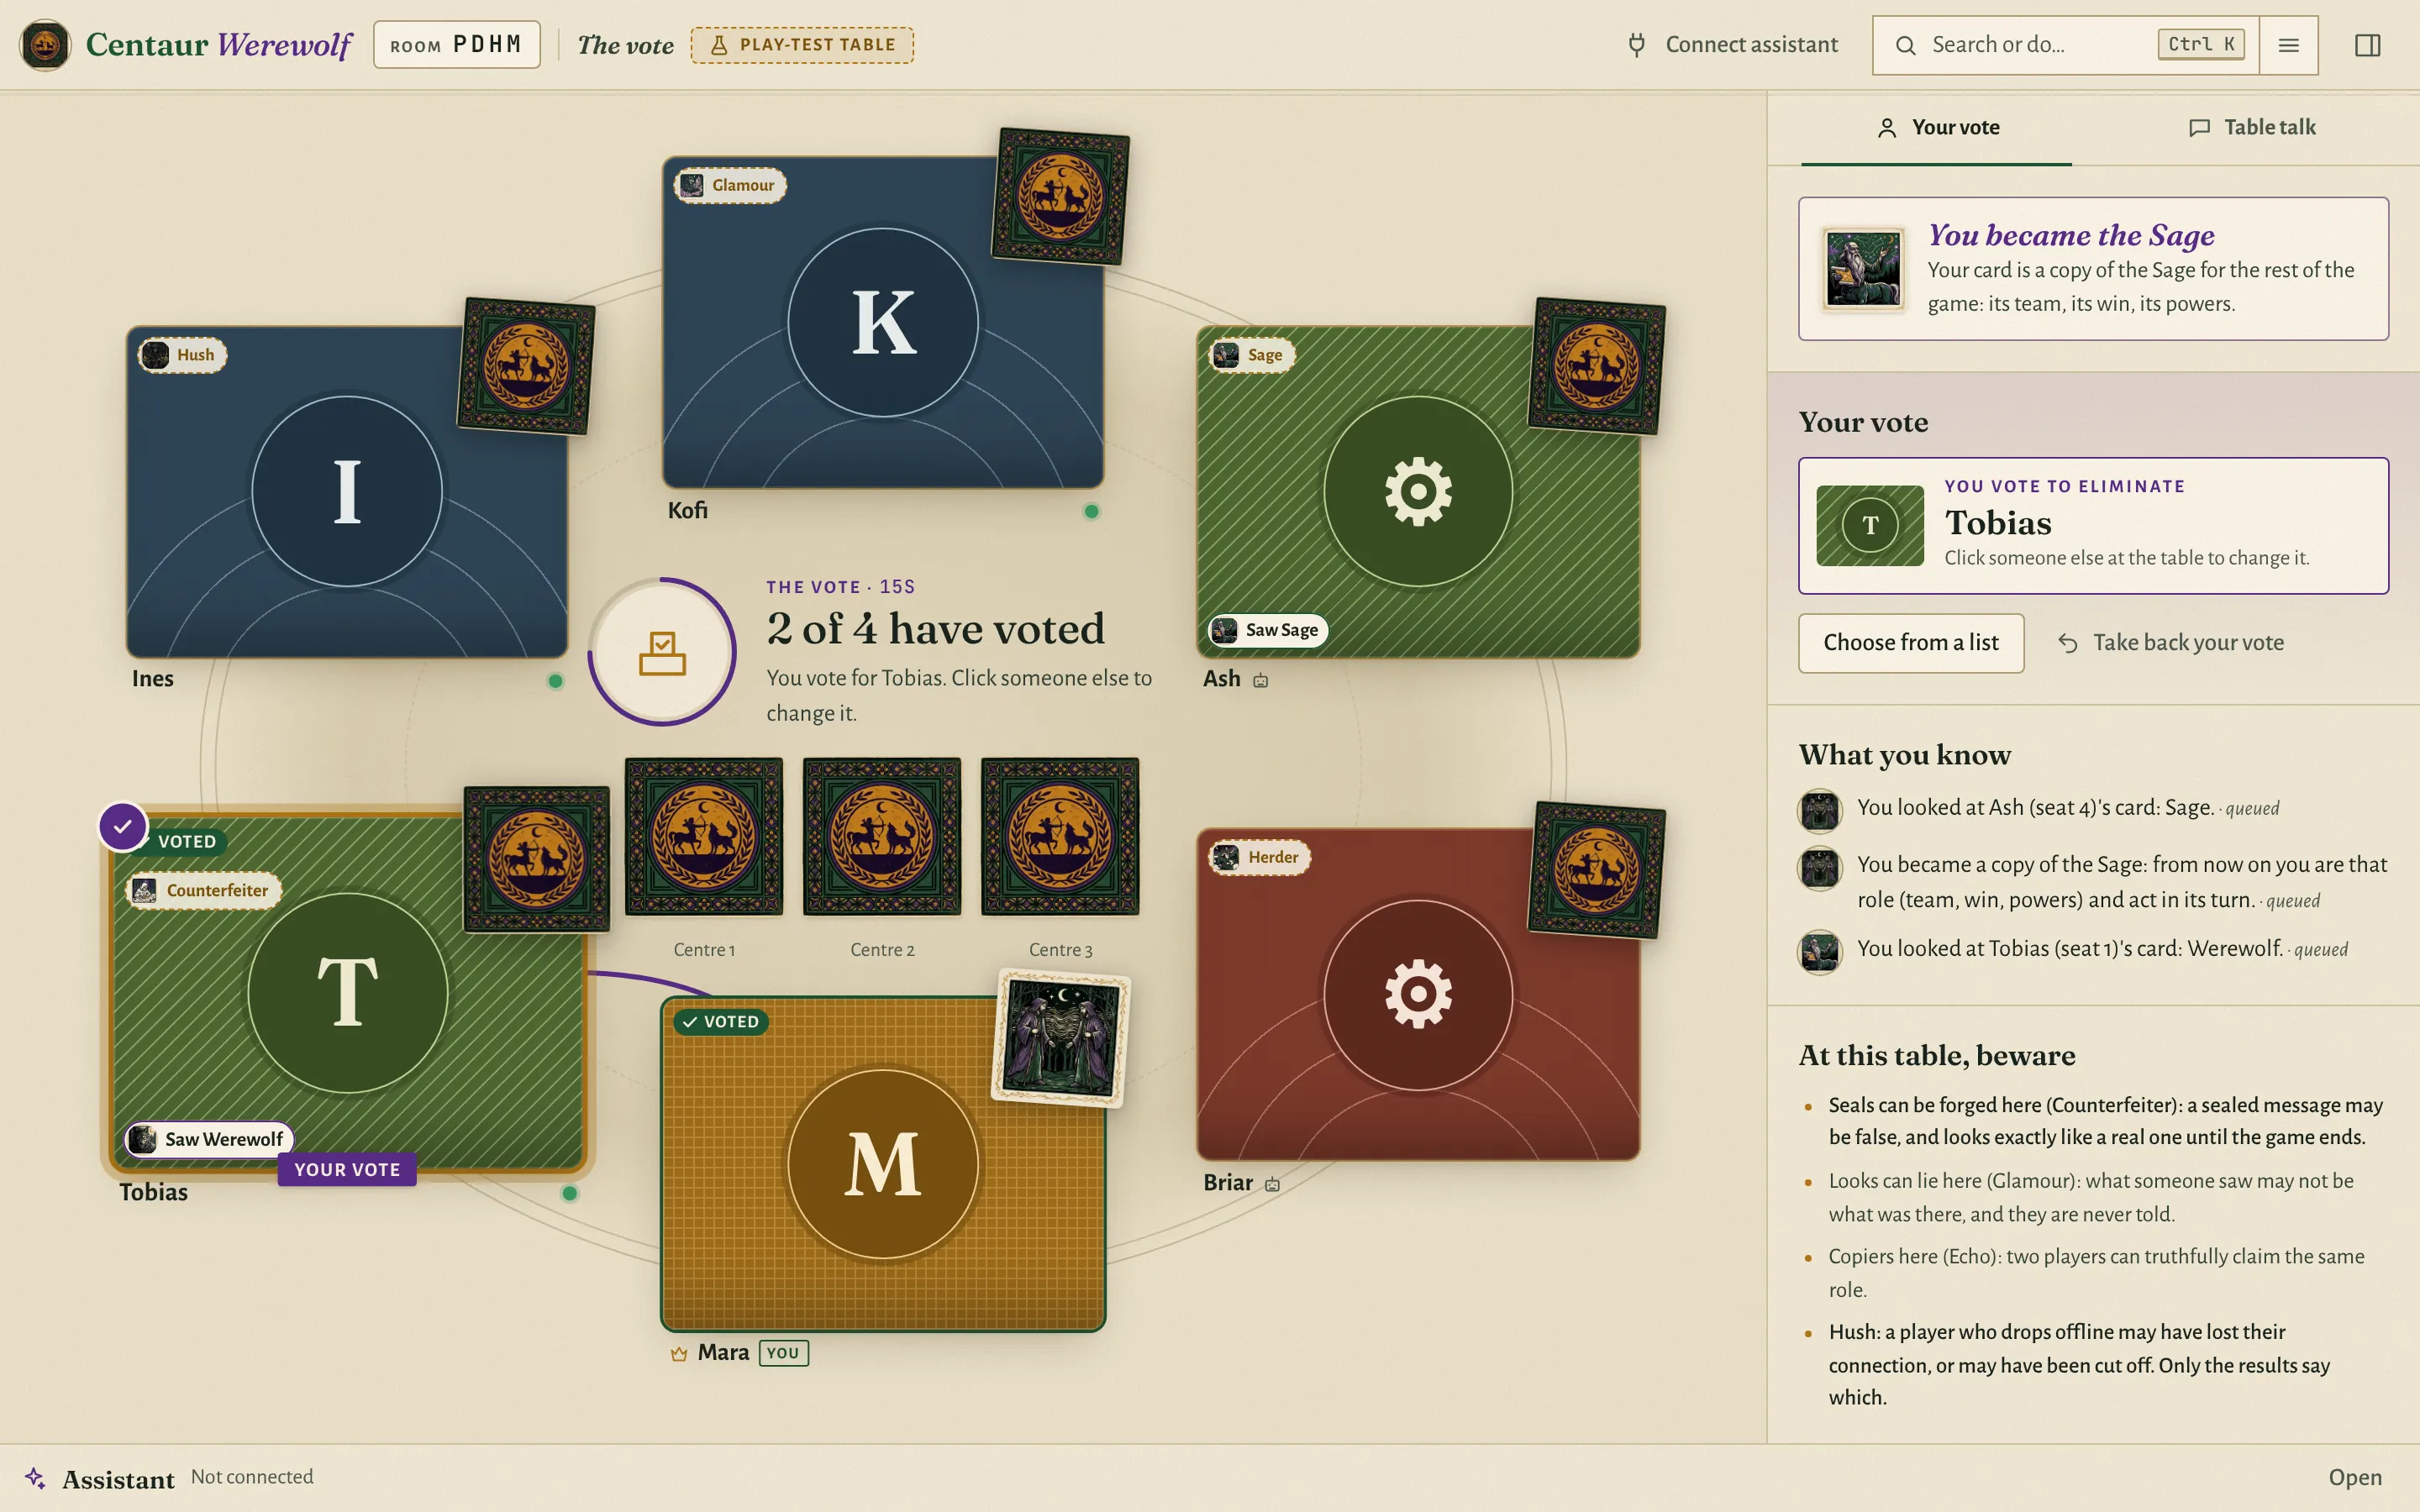 Centaur Werewolf
ROOM PDHM
The vote
PLAY-TEST TABLE
Connect assistant
Search or do...
Ctrl K
Your vote
Table talk
Glamour
K
Kofi
Hush
I
Ines
Sage
Saw Sage
Ash
THE VOTE · 15S
2 of 4 have voted
You vote for Tobias. Click someone else to
change it.
Centre 1
Centre 2
Centre 3
VOTED
Counterfeiter
T
Saw Werewolf
YOUR VOTE
Tobias
VOTED
M
Mara YOU
Herder
Briar
You became the Sage
Your card is a copy of the Sage for the rest of the
game: its team, its win, its powers.
Your vote
T
YOU VOTE TO ELIMINATE
Tobias
Click someone else at the table to change it.
Choose from a list
Take back your vote
What you know
You looked at Ash (seat 4)'s card: Sage. · queued
You became a copy of the Sage: from now on you are that
role (team, win, powers) and act in its turn. · queued
You looked at Tobias (seat 1)'s card: Werewolf. · queued
At this table, beware
Seals can be forged here (Counterfeiter): a sealed message may
be false, and looks exactly like a real one until the game ends.
Looks can lie here (Glamour): what someone saw may not be
what was there, and they are never told.
Copiers here (Echo): two players can truthfully claim the same
role.
Hush: a player who drops offline may have lost their
connection, or may have been cut off. Only the results say
which.
Assistant
Not connected
Open